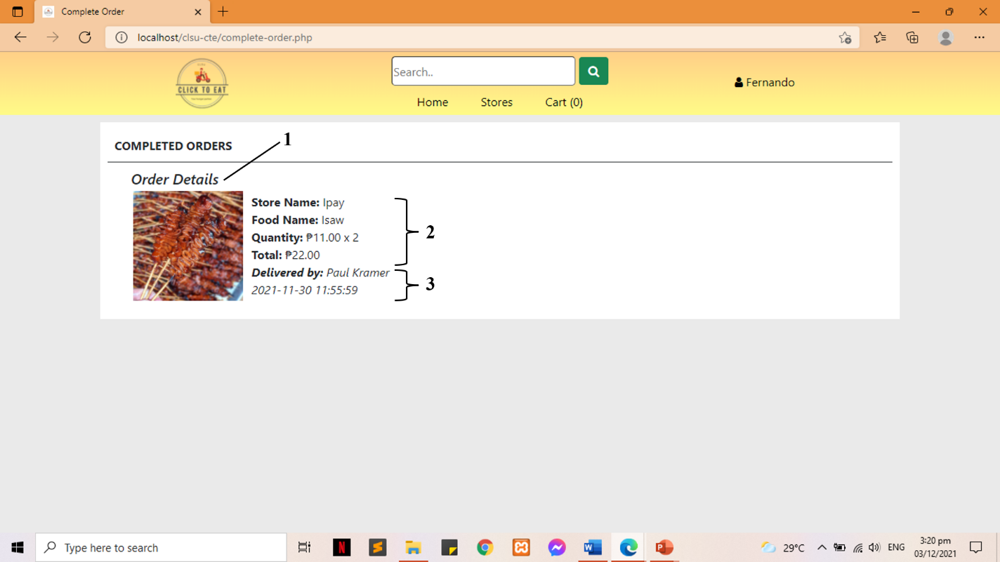 Complete Order
localhost/clsu-cte/complete-order.php
CLICK TO EAT
Search..
Fernando
Home Stores Cart (0)
COMPLETED ORDERS
1
Order Details
Store Name: Ipay
Food Name: Isaw
Quantity: ₱11.00 x 2
Total: ₱22.00
2
Delivered by: Paul Kramer
2021-11-30 11:55:59
3
Type here to search
29°C
ENG
3:20 pm
03/12/2021